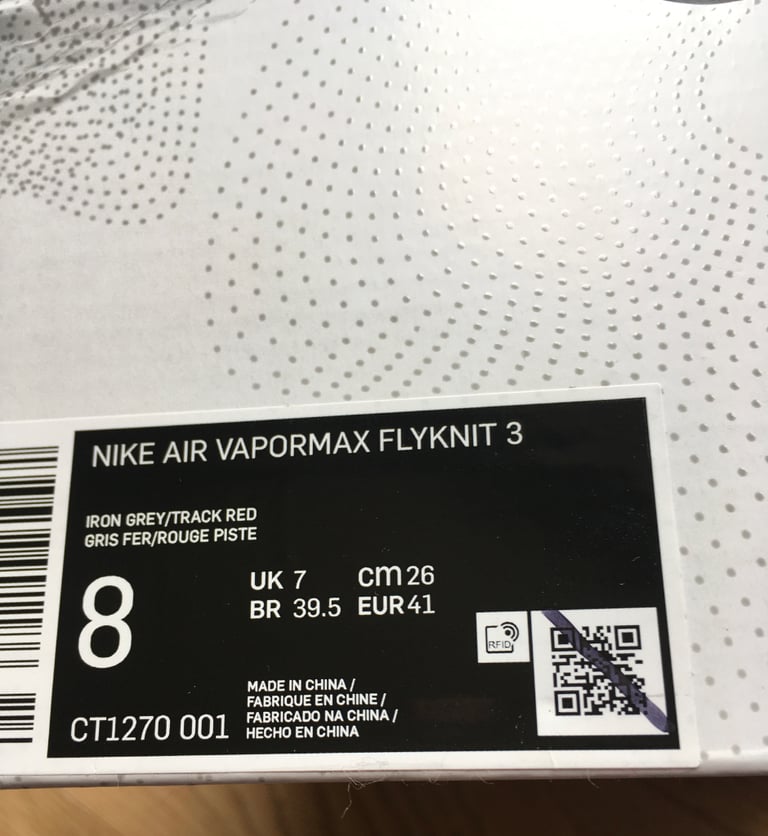 NIKE AIR VAPORMAX FLYKNIT 3
IRON GREY/TRACK RED
GRIS FER/ROUGE PISTE
8
UK 7 cm 26
BR 39.5 EUR 41
RFID
MADE IN CHINA /
FABRIQUE EN CHINE /
FABRICADO NA CHINA /
HECHO EN CHINA
CT1270 001